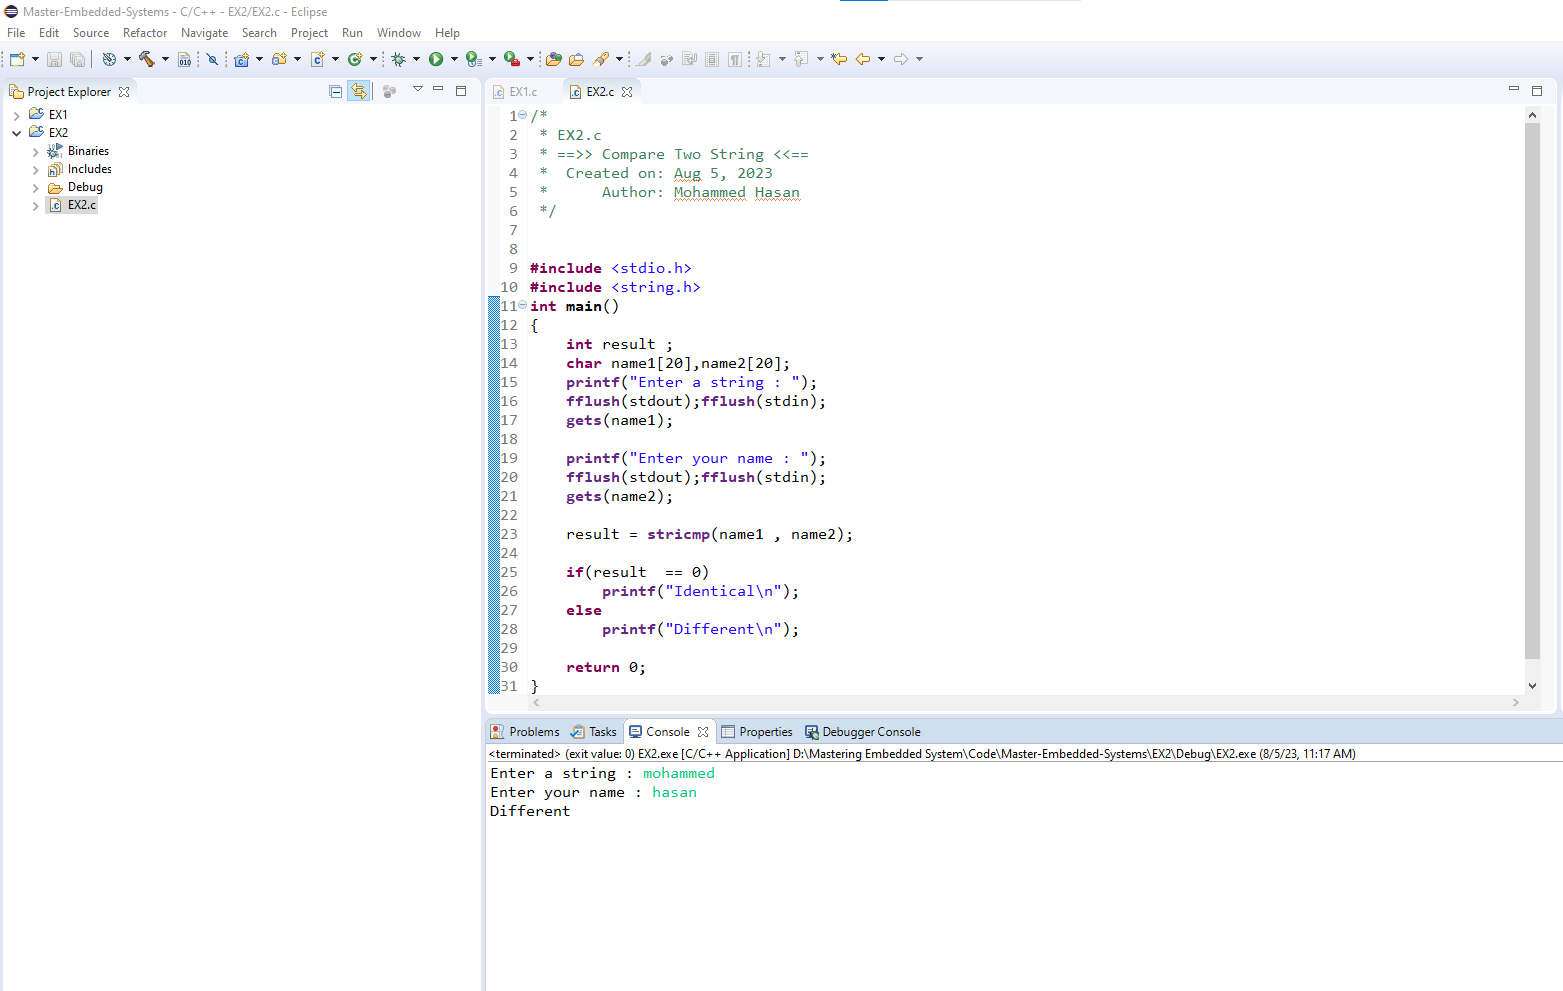 Master-Embedded-Systems - C/C++ - EX2/EX2.c - Eclipse
File Edit Source Refactor Navigate Search Project Run Window Help
Project Explorer
EX1
EX2
Binaries
Includes
Debug
EX2.c
EX1.c EX2.c
1 /*
2  * EX2.c
3  * ==>> Compare Two String <<==
4  *  Created on: Aug 5, 2023
5  *      Author: Mohammed Hasan
6  */
7
8
9 #include <stdio.h>
10 #include <string.h>
11 int main()
12 {
13     int result ;
14     char name1[20],name2[20];
15     printf("Enter a string : ");
16     fflush(stdout);fflush(stdin);
17     gets(name1);
18
19     printf("Enter your name : ");
20     fflush(stdout);fflush(stdin);
21     gets(name2);
22
23     result = stricmp(name1 , name2);
24
25     if(result  == 0)
26         printf("Identical\n");
27     else
28         printf("Different\n");
29
30     return 0;
31 }
Problems Tasks Console Properties Debugger Console
<terminated> (exit value: 0) EX2.exe [C/C++ Application] D:\Mastering Embedded System\Code\Master-Embedded-Systems\EX2\Debug\EX2.exe (8/5/23, 11:17 AM)
Enter a string : mohammed
Enter your name : hasan
Different